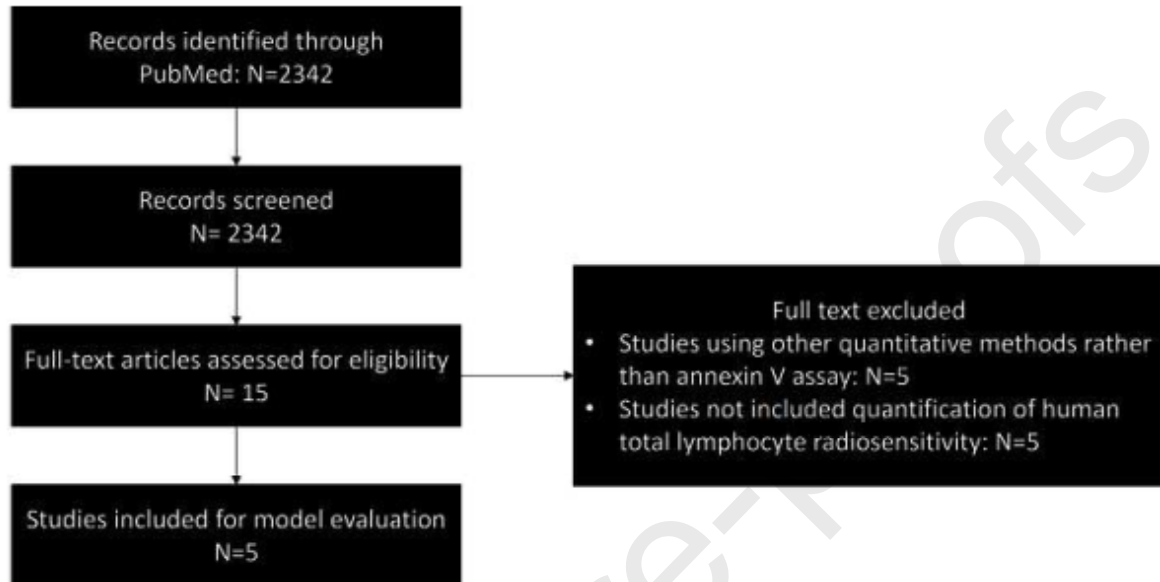 Records identified through
PubMed: N=2342
Records screened
N= 2342
Full-text articles assessed for eligibility
N= 15
Full text excluded
• Studies using other quantitative methods rather
than annexin V assay: N=5
• Studies not included quantification of human
total lymphocyte radiosensitivity: N=5
Studies included for model evaluation
N=5